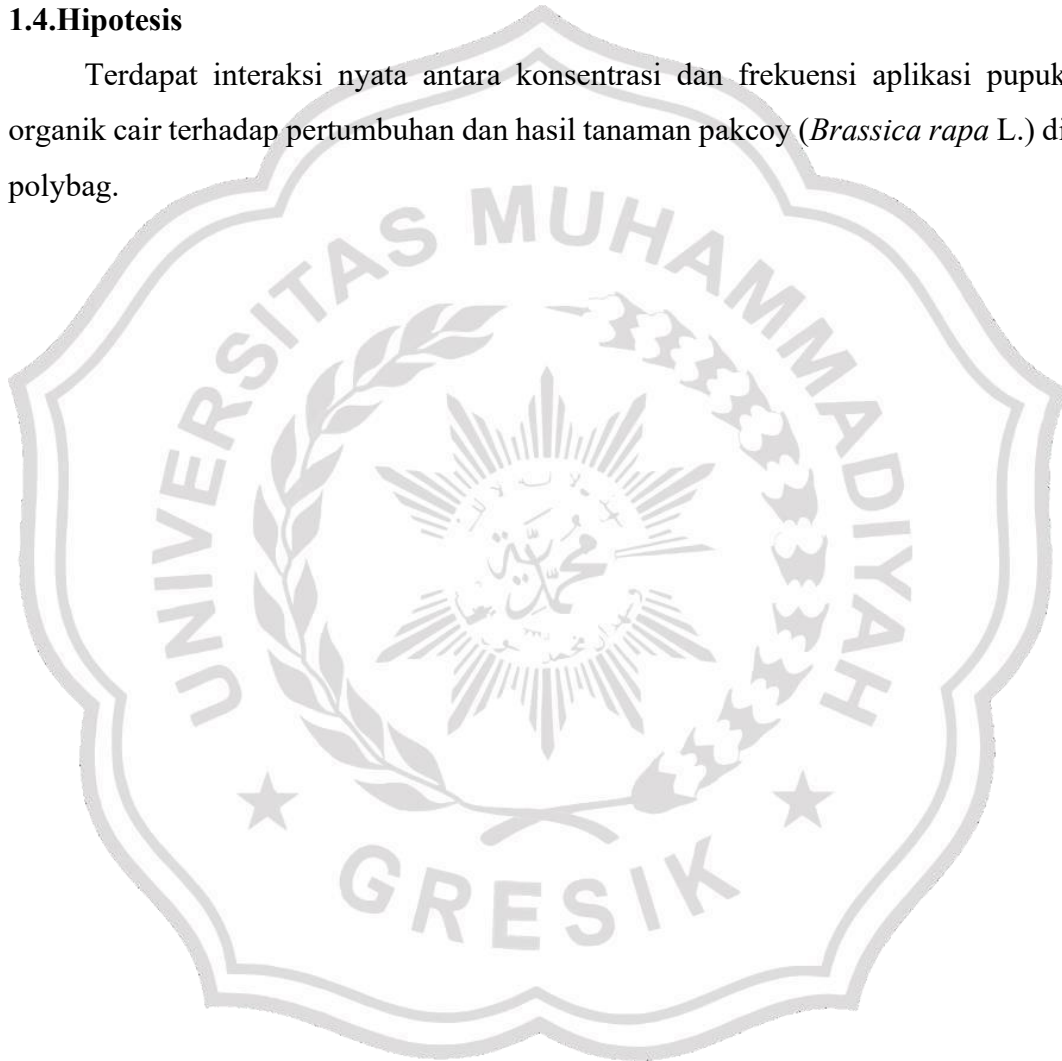 1.4.Hipotesis
Terdapat interaksi nyata antara konsentrasi dan frekuensi aplikasi pupuk
organik cair terhadap pertumbuhan dan hasil tanaman pakcoy (Brassica rapa L.) di
polybag.
UNIVERSITAS MUHAMMADIYAH
GRESIK